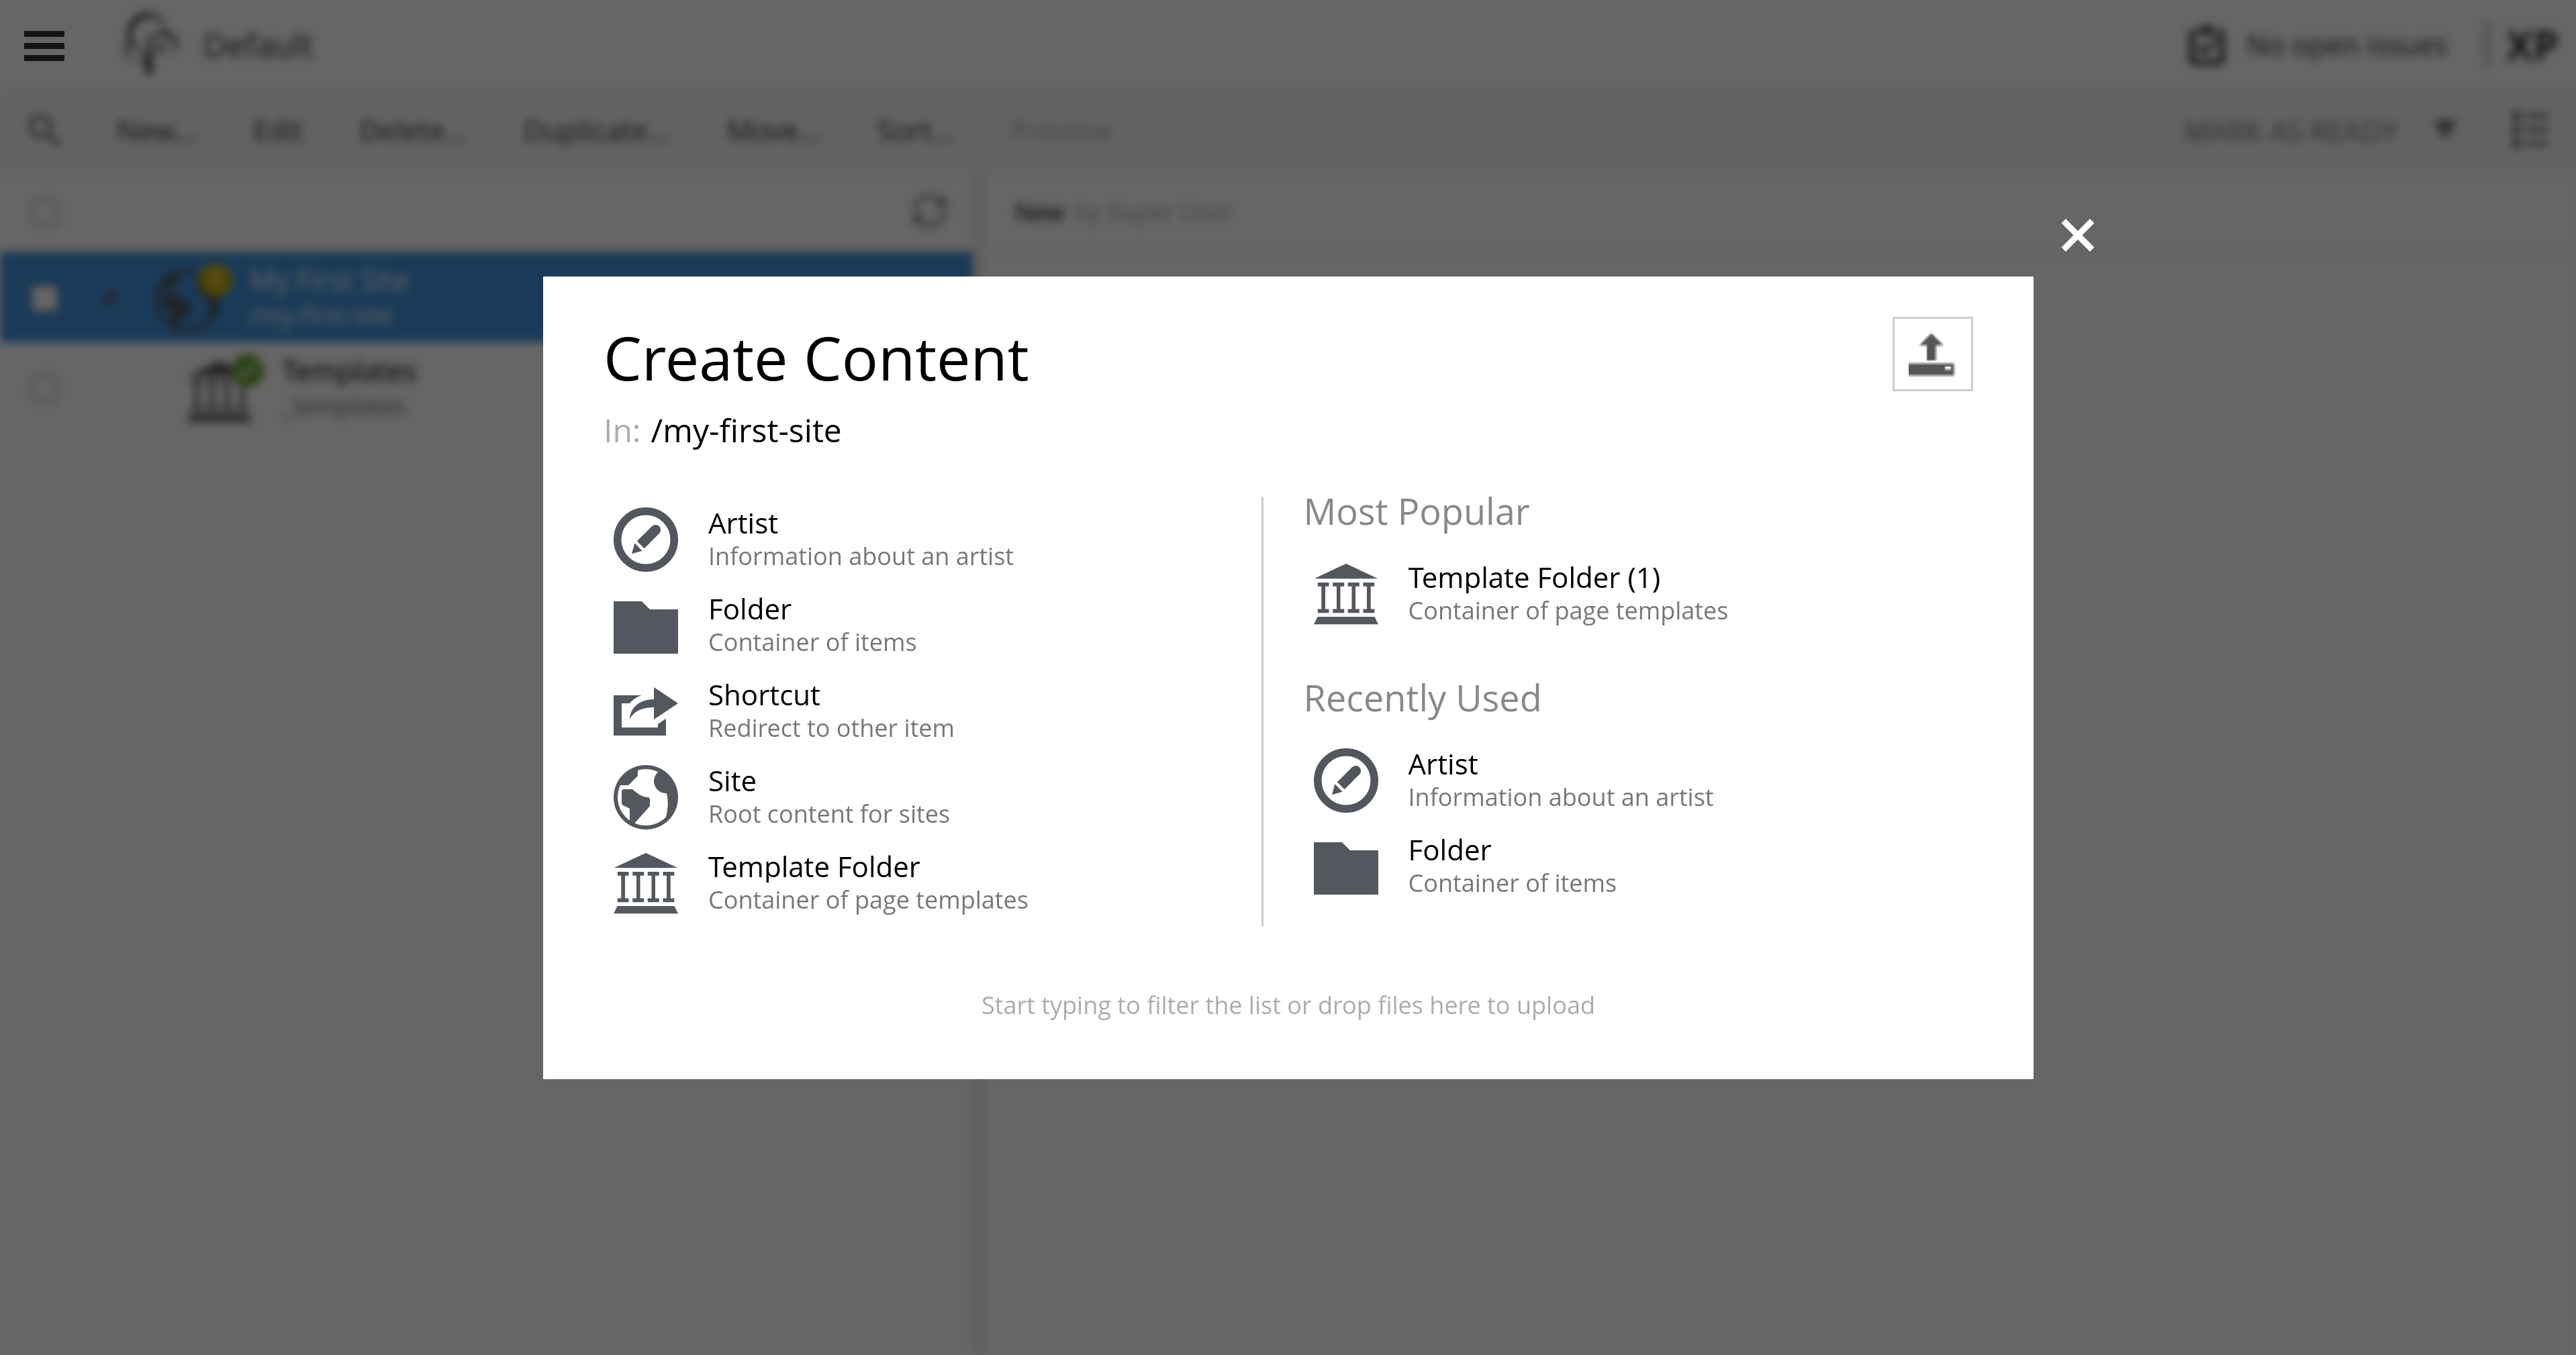 Default
No open issues
XP
New...
Edit
Delete...
Duplicate...
Move...
Sort...
Preview
MARK AS READY
New by Super User
My First Site
/my-first-site
Templates
_templates
Create Content
In: /my-first-site
Artist
Information about an artist
Folder
Container of items
Shortcut
Redirect to other item
Site
Root content for sites
Template Folder
Container of page templates
Most Popular
Template Folder (1)
Container of page templates
Recently Used
Artist
Information about an artist
Folder
Container of items
Start typing to filter the list or drop files here to upload